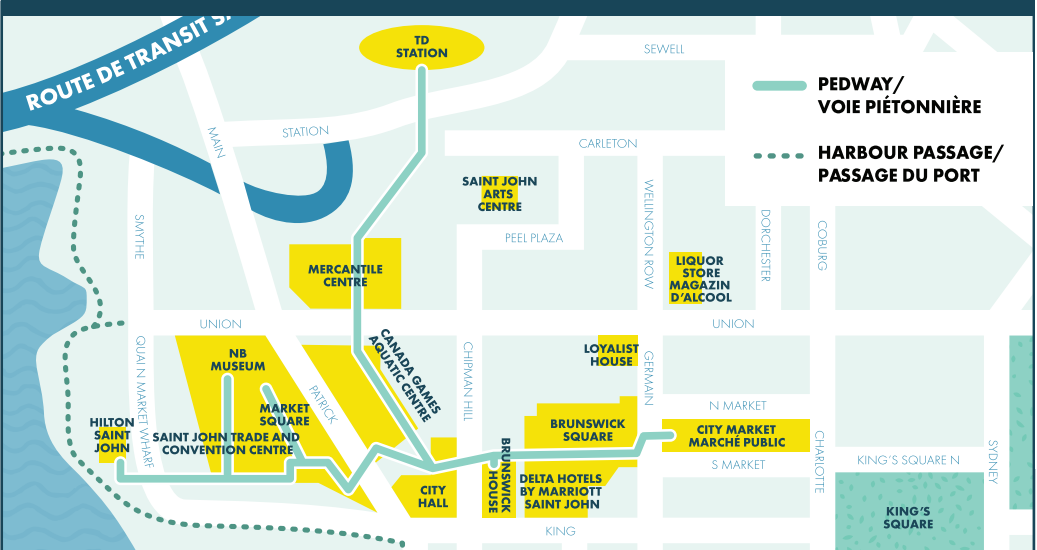 ROUTE DE TRANSIT
TD
STATION
SEWELL
PEDWAY/
VOIE PIÉTONNIÈRE
HARBOUR PASSAGE/
PASSAGE DU PORT
MAIN
STATION
CARLETON
SAINT JOHN
ARTS
CENTRE
PEEL PLAZA
WELLINGTON ROW
DORCHESTER
COBURG
SMYTHE
MERCANTILE
CENTRE
LIQUOR
STORE
MAGAZIN
D'ALCOOL
UNION
UNION
QUAI N MARKET WHARF
NB
MUSEUM
CANADA GAMES
AQUATIC CENTRE
CHIPMAN HILL
LOYALIST
HOUSE
GERMAIN
PATRICK
MARKET
SQUARE
N MARKET
HILTON
SAINT
JOHN
SAINT JOHN TRADE AND
CONVENTION CENTRE
BRUNSWICK
SQUARE
CITY MARKET
MARCHÉ PUBLIC
S MARKET
CHARLOTTE
KING'S SQUARE N
SYDNEY
CITY
HALL
BRUNSWICK
HOUSE
DELTA HOTELS
BY MARRIOTT
SAINT JOHN
KING'S
SQUARE
KING